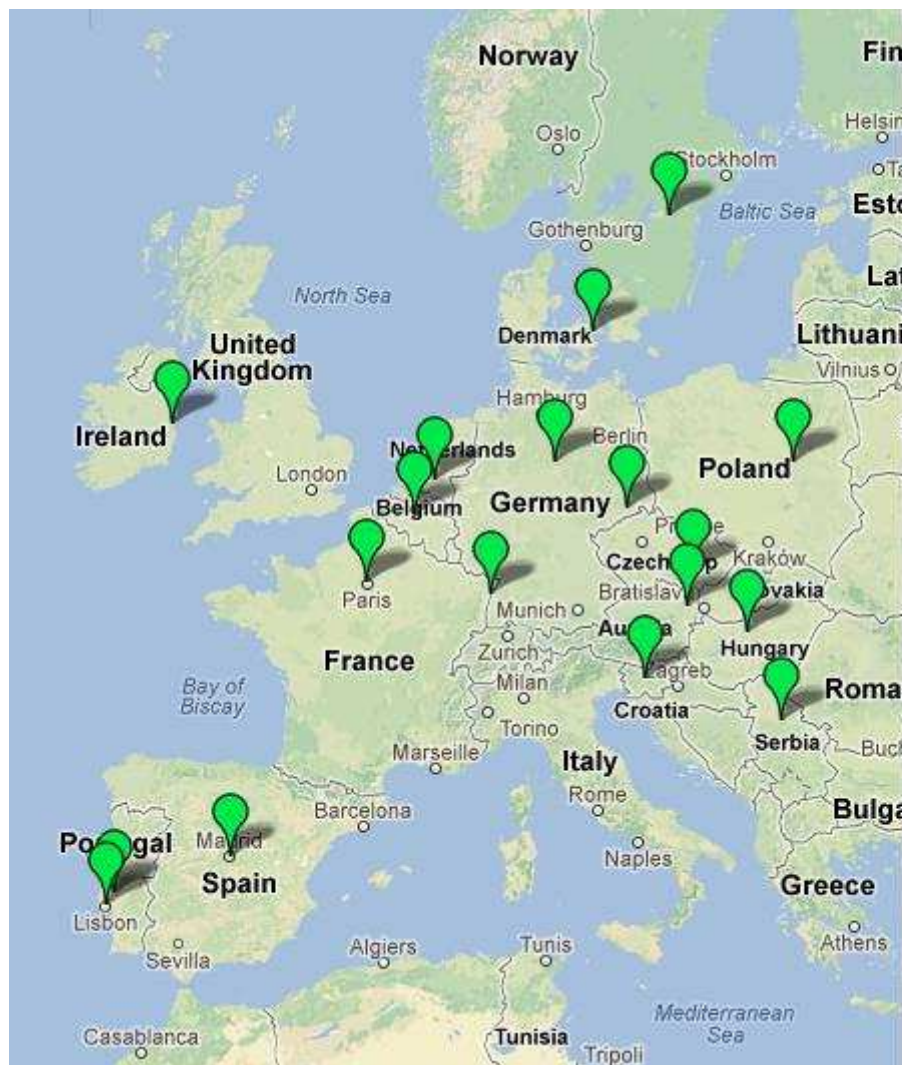 Norway
Fin
Oslo
Helsin
Stockholm
Ta
Baltic Sea
Esto
Gothenburg
North Sea
Lat
Denmark
Lithuani
United
Kingdom
Vilnius
Hamburg
Ireland
Berlin
Netherlands
Poland
London
Germany
Belgium
Kraków
Paris
Bratislav
Munich
Hungary
Zurich
France
Zagreb
Milan
Bay of
Biscay
Roma
Croatia
Torino
Serbia
Marseille
Buch
Italy
Rome
Barcelona
Bulga
Madrid
Naples
Spain
Greece
Lisbon
Athens
Sevilla
Algiers
Tunis
Mediterranean
Sea
Casablanca
Tunisia
Tripoli